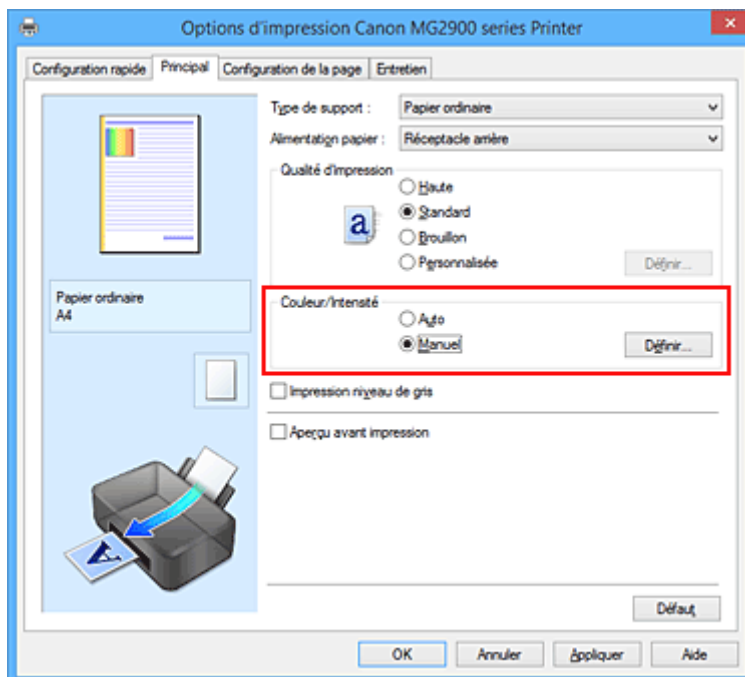 Options d'impression Canon MG2900 series Printer
Configuration rapide Principal Configuration de la page Entretien
Type de support : Papier ordinaire
Alimentation papier : Réceptacle arrière
Qualité d'impression
Haute
a Standard
Brouillon
Personnalisée Définir...
Papier ordinaire
A4
Couleur/Intensité
Auto
Manuel Définir...
Impression niveau de gris
Aperçu avant impression
A
Défaut
OK Annuler Appliquer Aide